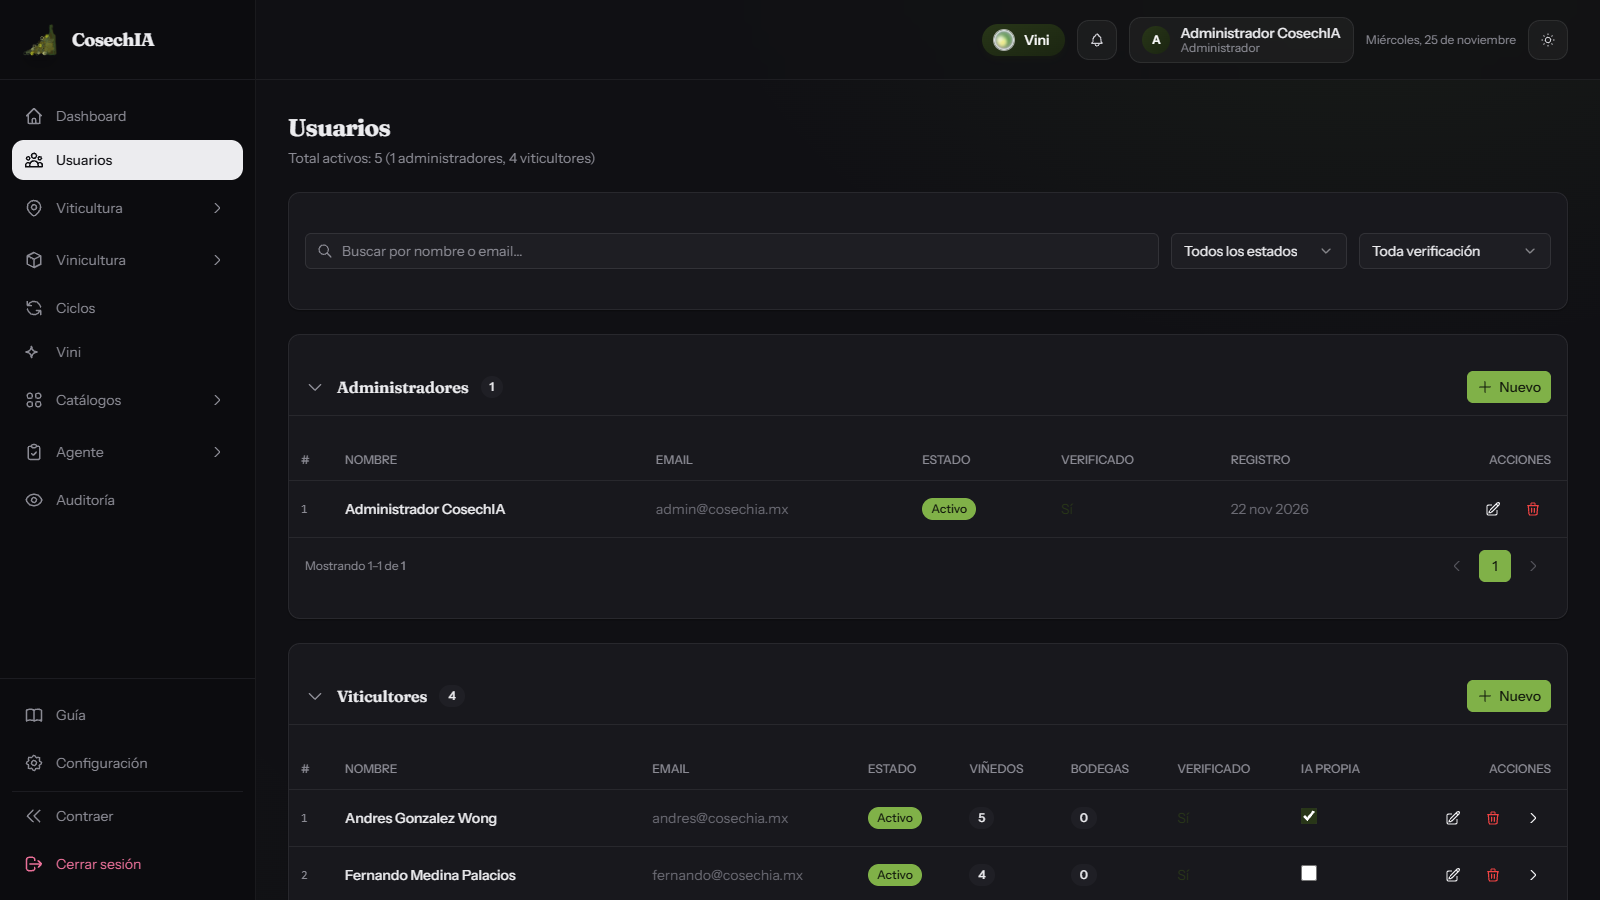 CosechIA
Vini
A
Administrador CosechIA
Administrador
Miércoles, 25 de noviembre
Dashboard
Usuarios
Viticultura
Vinicultura
Ciclos
Vini
Catálogos
Agente
Auditoría
Guía
Configuración
Contraer
Cerrar sesión
Usuarios
Total activos: 5 (1 administradores, 4 viticultores)
Buscar por nombre o email...
Todos los estados
Toda verificación
Administradores 1
Nuevo
# NOMBRE EMAIL ESTADO VERIFICADO REGISTRO ACCIONES
1 Administrador CosechIA admin@cosechia.mx Activo Sí 22 nov 2026
Mostrando 1-1 de 1
1
Viticultores 4
Nuevo
# NOMBRE EMAIL ESTADO VIÑEDOS BODEGAS VERIFICADO IA PROPIA ACCIONES
1 Andres Gonzalez Wong andres@cosechia.mx Activo 5 0 Sí
2 Fernando Medina Palacios fernando@cosechia.mx Activo 4 0 Sí